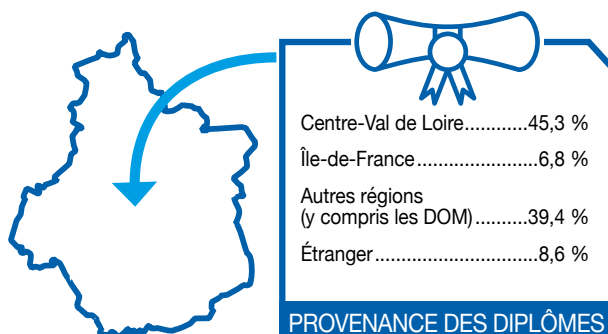 Centre-Val de Loire...........45,3 %
Île-de-France....................6,8 %
Autres régions
(y compris les DOM)..........39,4 %
Étranger...........................8,6 %
PROVENANCE DES DIPLÔMES